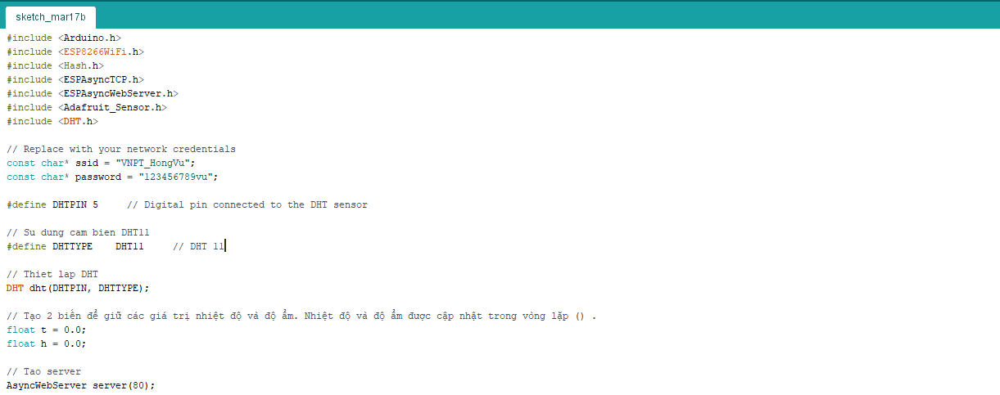 sketch_mar17b
#include <Arduino.h>
#include <ESP8266WiFi.h>
#include <Hash.h>
#include <ESPAsyncTCP.h>
#include <ESPAsyncWebServer.h>
#include <Adafruit_Sensor.h>
#include <DHT.h>
// Replace with your network credentials
const char* ssid = "VNPT_HongVu";
const char* password = "123456789vu";
#define DHTPIN 5     // Digital pin connected to the DHT sensor
// Su dung cam bien DHT11
#define DHTTYPE    DHT11     // DHT 11
// Thiet lap DHT
DHT dht(DHTPIN, DHTTYPE);
// Tạo 2 biến để giữ các giá trị nhiệt độ và độ ẩm. Nhiệt độ và độ ẩm được cập nhật trong vòng lặp () .
float t = 0.0;
float h = 0.0;
// Tao server
AsyncWebServer server(80);